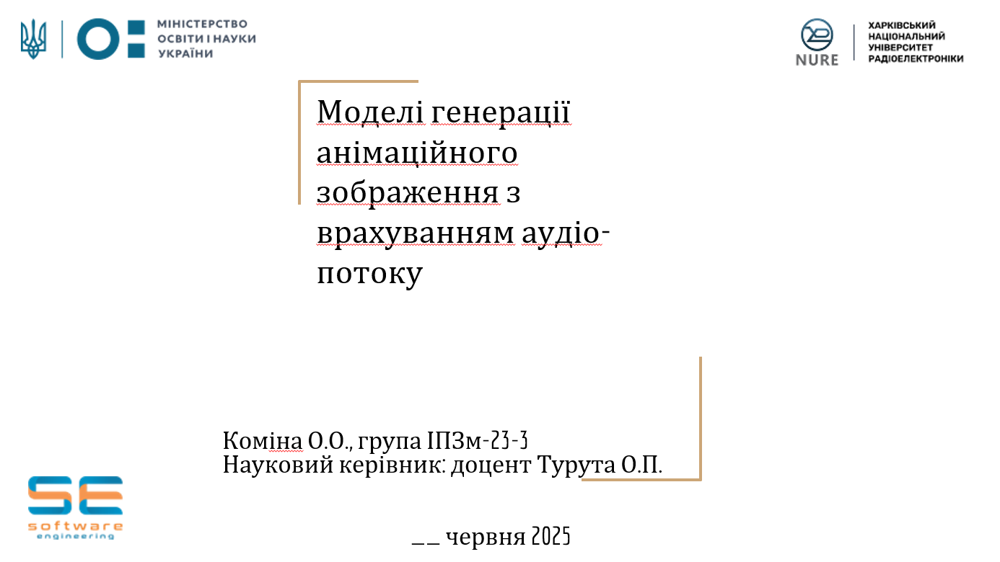 МІНІСТЕРСТВО
ОСВІТИ І НАУКИ
УКРАЇНИ
NURE
ХАРКІВСЬКИЙ
НАЦІОНАЛЬНИЙ
УНІВЕРСИТЕТ
РАДІОЕЛЕКТРОНІКИ
Моделі генерації
анімаційного
зображення з
врахуванням аудіо-
потоку
Коміна О.О., група ІПЗм-23-3
Науковий керівник: доцент Турута О.П.
SE
software
engineering
__ червня 2025